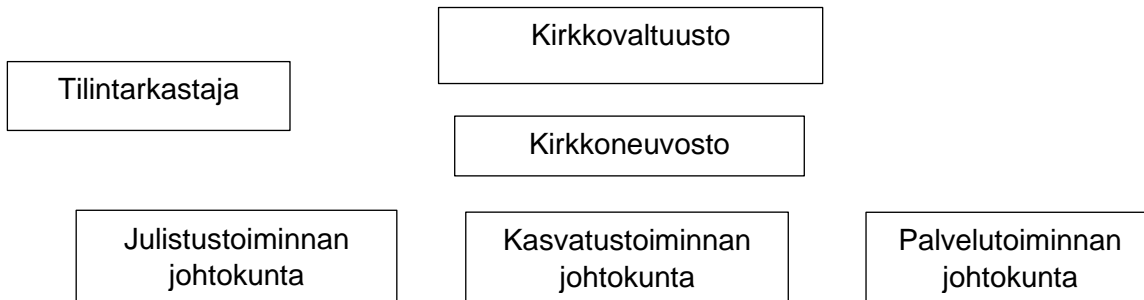 Kirkkovaltuusto
Tilintarkastaja
Kirkkoneuvosto
Julistustoiminnan
johtokunta
Kasvatustoiminnan
johtokunta
Palvelutoiminnan
johtokunta